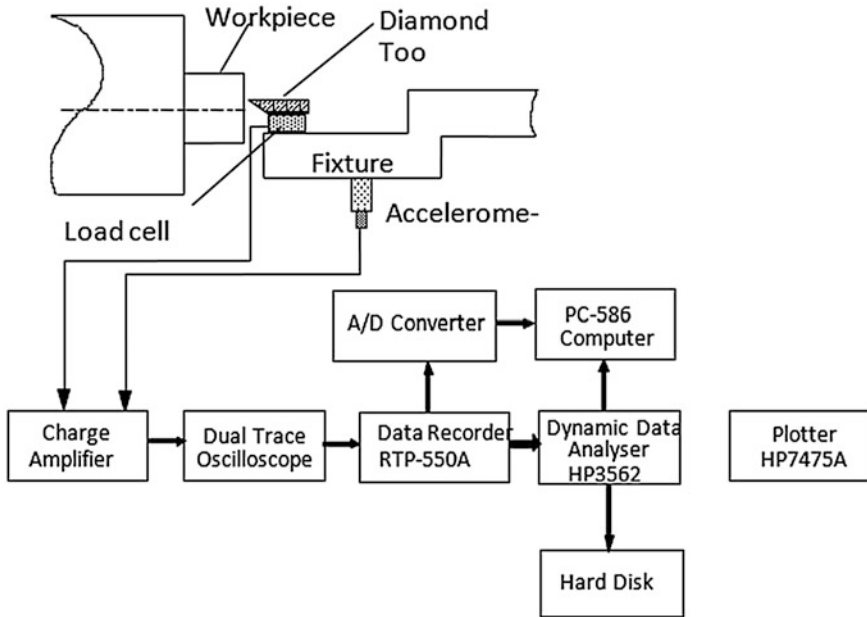 Workpiece
Diamond
Too
Fixture
Load cell
Accelerome-
A/D Converter
PC-586
Computer
Charge
Amplifier
Dual Trace
Oscilloscope
Data Recorder
RTP-550A
Dynamic Data
Analyser
HP3562
Plotter
HP7475A
Hard Disk